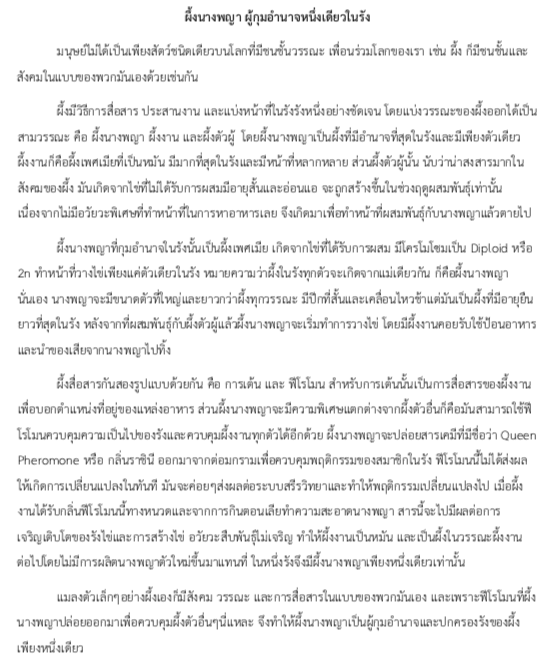 ผึ้งนางพญา ผู้กุมอำนาจหนึ่งเดียวในรัง
มนุษย์ไม่ได้เป็นเพียงสัตว์ชนิดเดียวบนโลกที่มีชนชั้นวรรณะ เพื่อนร่วมโลกของเรา เช่น ผึ้ง ก็มีชนชั้นและ
สังคมในแบบของพวกมันเองด้วยเช่นกัน
ผึ้งมีวิธีการสื่อสาร ประสานงาน และแบ่งหน้าที่ในรังรังหนึ่งอย่างชัดเจน โดยแบ่งวรรณะของผึ้งออกได้เป็น
สามวรรณะ คือ ผึ้งนางพญา ผึ้งงาน และผึ้งตัวผู้ โดยผึ้งนางพญาเป็นผึ้งที่มีอำนาจที่สุดในรังและมีเพียงตัวเดียว
ผึ้งงานก็คือผึ้งเพศเมียที่เป็นหมัน มีมากที่สุดในรังและมีหน้าที่หลากหลาย ส่วนผึ้งตัวผู้นั้น นับว่าน่าสงสารมากใน
สังคมของผึ้ง มันเกิดจากไข่ที่ไม่ได้รับการผสมมีอายุสั้นและอ่อนแอ จะถูกสร้างขึ้นในช่วงฤดูผสมพันธุ์เท่านั้น
เนื่องจากไม่มีอวัยวะพิเศษที่ทำหน้าที่ในการหาอาหารเลย จึงเกิดมาเพื่อทำหน้าที่ผสมพันธุ์กับนางพญาแล้วตายไป
ผึ้งนางพญาที่กุมอำนาจในรังนั้นเป็นผึ้งเพศเมีย เกิดจากไข่ที่ได้รับการผสม มีโครโมโซมเป็น Diploid หรือ
2n ทำหน้าที่วางไข่เพียงแค่ตัวเดียวในรัง หมายความว่าผึ้งในรังทุกตัวจะเกิดจากแม่เดียวกัน ก็คือผึ้งนางพญา
นั่นเอง นางพญาจะมีขนาดตัวที่ใหญ่และยาวกว่าผึ้งทุกวรรณะ มีปีกที่สั้นและเคลื่อนไหวช้าแต่มันเป็นผึ้งที่มีอายุยืน
ยาวที่สุดในรัง หลังจากที่ผสมพันธุ์กับผึ้งตัวผู้แล้วผึ้งนางพญาจะเริ่มทำการวางไข่ โดยมีผึ้งงานคอยรับใช้ป้อนอาหาร
และนำของเสียจากนางพญาไปทิ้ง
ผึ้งสื่อสารกันสองรูปแบบด้วยกัน คือ การเต้น และ ฟีโรโมน สำหรับการเต้นนั้นเป็นการสื่อสารของผึ้งงาน
เพื่อบอกตำแหน่งที่อยู่ของแหล่งอาหาร ส่วนผึ้งนางพญาจะมีความพิเศษแตกต่างจากผึ้งตัวอื่นก็คือมันสามารถใช้ฟี
โรโมนควบคุมความเป็นไปของรังและควบคุมผึ้งงานทุกตัวได้อีกด้วย ผึ้งนางพญาจะปล่อยสารเคมีที่มีชื่อว่า Queen
Pheromone หรือ กลิ่นราชินี ออกมาจากต่อมกรามเพื่อควบคุมพฤติกรรมของสมาชิกในรัง ฟีโรโมนนี้ไม่ได้ส่งผล
ให้เกิดการเปลี่ยนแปลงในทันที มันจะค่อยๆส่งผลต่อระบบสรีรวิทยาและทำให้พฤติกรรมเปลี่ยนแปลงไป เมื่อผึ้ง
งานได้รับกลิ่นฟีโรโมนนี้ทางหนวดและจากการกินตอนเลียทำความสะอาดนางพญา สารนี้จะไปมีผลต่อการ
เจริญเติบโตของรังไข่และการสร้างไข่ อวัยวะสืบพันธุ์ไม่เจริญ ทำให้ผึ้งงานเป็นหมัน และเป็นผึ้งในวรรณะผึ้งงาน
ต่อไปโดยไม่มีการผลิตนางพญาตัวใหม่ขึ้นมาแทนที่ ในหนึ่งรังจึงมีผึ้งนางพญาเพียงหนึ่งเดียวเท่านั้น
แมลงตัวเล็กๆอย่างผึ้งเองก็มีสังคม วรรณะ และการสื่อสารในแบบของพวกมันเอง และเพราะฟีโรโมนที่ผึ้ง
นางพญาปล่อยออกมาเพื่อควบคุมผึ้งตัวอื่นๆนี่แหละ จึงทำให้ผึ้งนางพญาเป็นผู้กุมอำนาจและปกครองรังของผึ้ง
เพียงหนึ่งเดียว